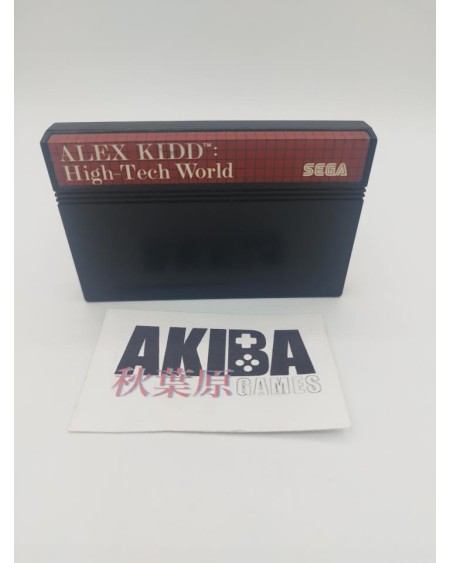 ALEX KIDD™:
High-Tech World
SEGA
AKIBA
秋葉原 GAMES